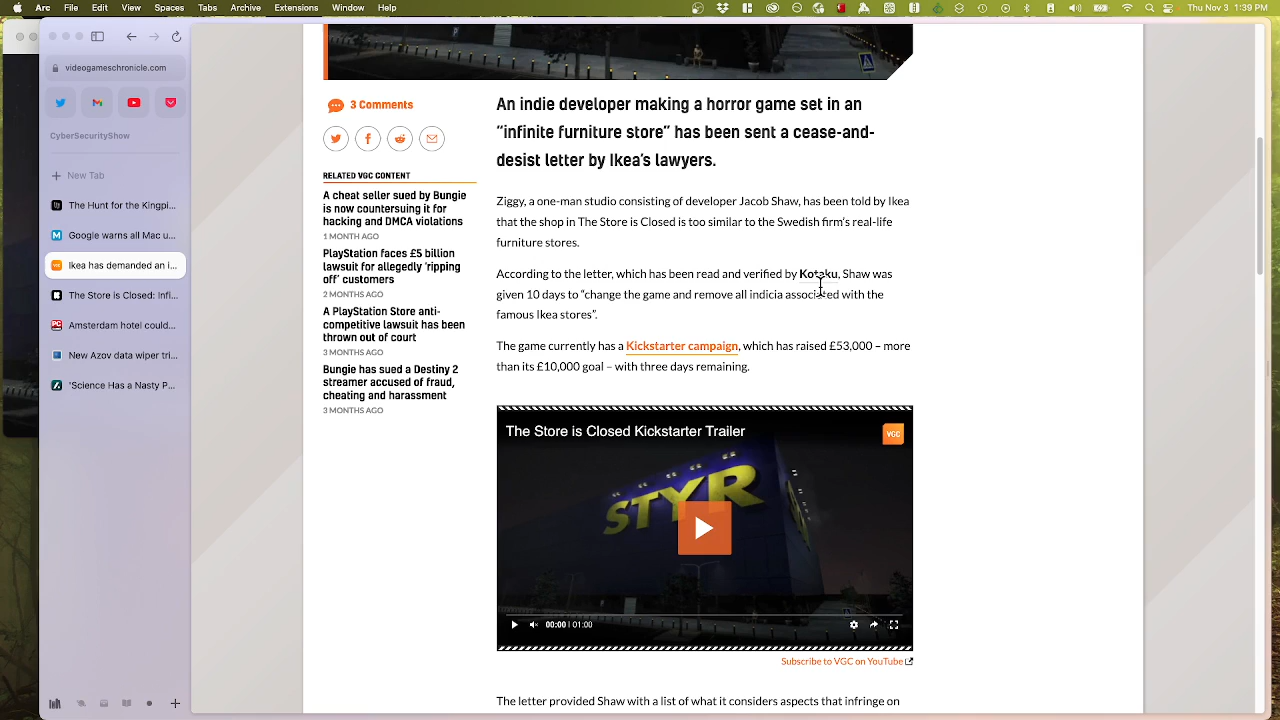 Safari
File
Edit
View
History
Bookmarks
Develop
Window
Help
Thu Nov 3 1:39 PM
videogameschronicle.com
CyberSecurityShow
New Tab
The Hunt for the FTX...
Google warns all Infi...
Ikea has demanded an i...
The Store is Closed Infi...
Amsterdam hotel could...
New Azov data wiper tri...
'The Store is Closed - Infi...
3 Comments
RELATED VGC CONTENT
A cheat seller sued by Bungie
is now countersuing it for
hacking and DMCA violations
1 MONTH AGO
PlayStation faces £5 billion
lawsuit for allegedly 'ripping
off' customers
2 MONTHS AGO
A PlayStation Store anti-
competitive lawsuit has been
thrown out of court
3 MONTHS AGO
Bungie has sued a Destiny 2
streamer accused of fraud,
cheating and harassment
3 MONTHS AGO
An indie developer making a horror game set in an
"infinite furniture store" has been sent a cease-and-
desist letter by Ikea's lawyers.
Ziggy, a one-man studio consisting of developer Jacob Shaw, has been told by Ikea
that the shop in The Store is Closed is too similar to the Swedish firm's real-life
furniture stores.
According to the letter, which has been read and verified by Kotaku, Shaw was
given 10 days to “change the game and remove all indicia associated with the
famous Ikea stores”.
The game currently has a Kickstarter campaign, which has raised £53,000 – more
than its £10,000 goal – with three days remaining.
The Store is Closed Kickstarter Trailer
VGC
STYR
00:00 | 01:00
Subscribe to VGC on YouTube
The letter provided Shaw with a list of what it considers aspects that infringe on